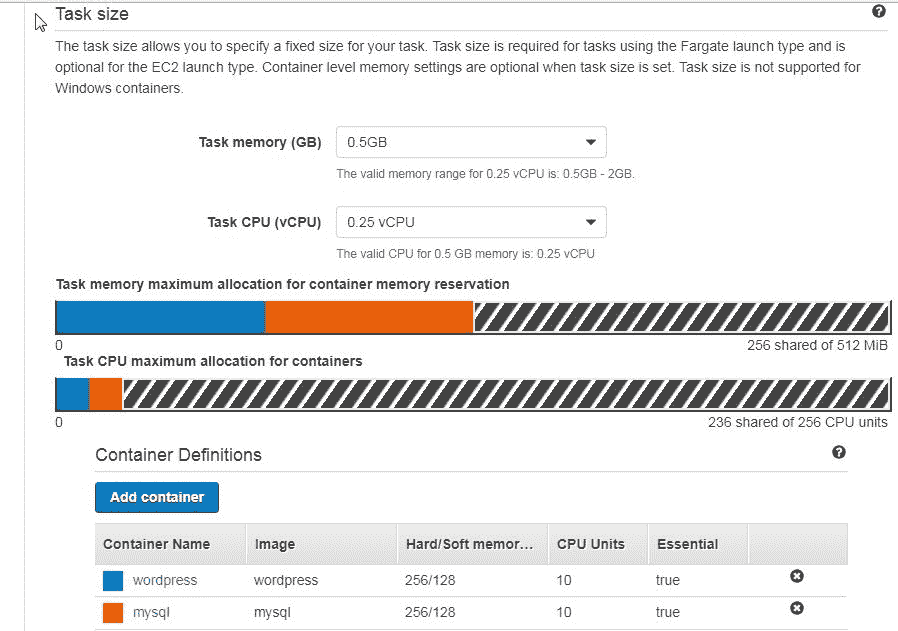 Task size
The task size allows you to specify a fixed size for your task. Task size is required for tasks using the Fargate launch type and is
optional for the EC2 launch type. Container level memory settings are optional when task size is set. Task size is not supported for
Windows containers.
Task memory (GB) 0.5GB
The valid memory range for 0.25 vCPU is: 0.5GB - 2GB.
Task CPU (vCPU) 0.25 vCPU
The valid CPU for 0.5 GB memory is: 0.25 vCPU
Task memory maximum allocation for container memory reservation
0 256 shared of 512 MiB
Task CPU maximum allocation for containers
0 236 shared of 256 CPU units
Container Definitions
Add container
Container Name Image Hard/Soft memor... CPU Units Essential
wordpress wordpress 256/128 10 true
mysql mysql 256/128 10 true